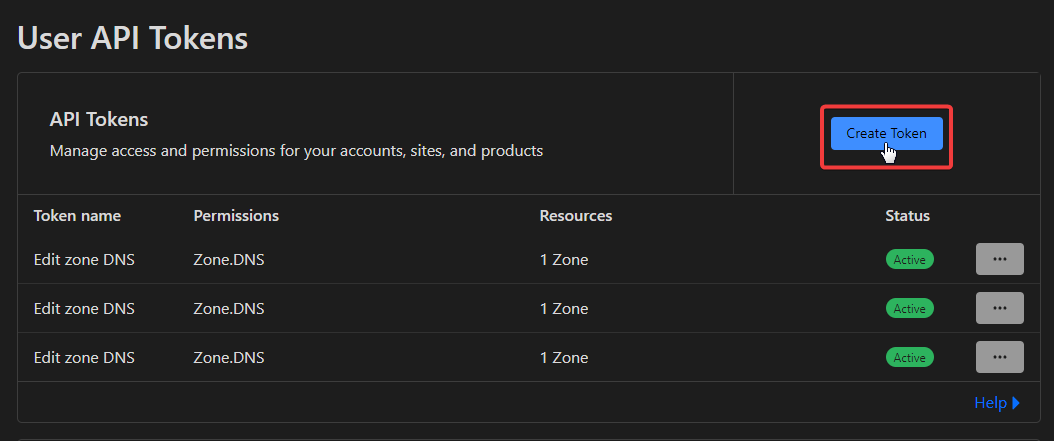 User API Tokens
API Tokens
Manage access and permissions for your accounts, sites, and products
Create Token
Token name Permissions Resources Status
Edit zone DNS Zone.DNS 1 Zone Active ...
Edit zone DNS Zone.DNS 1 Zone Active ...
Edit zone DNS Zone.DNS 1 Zone Active ...
Help